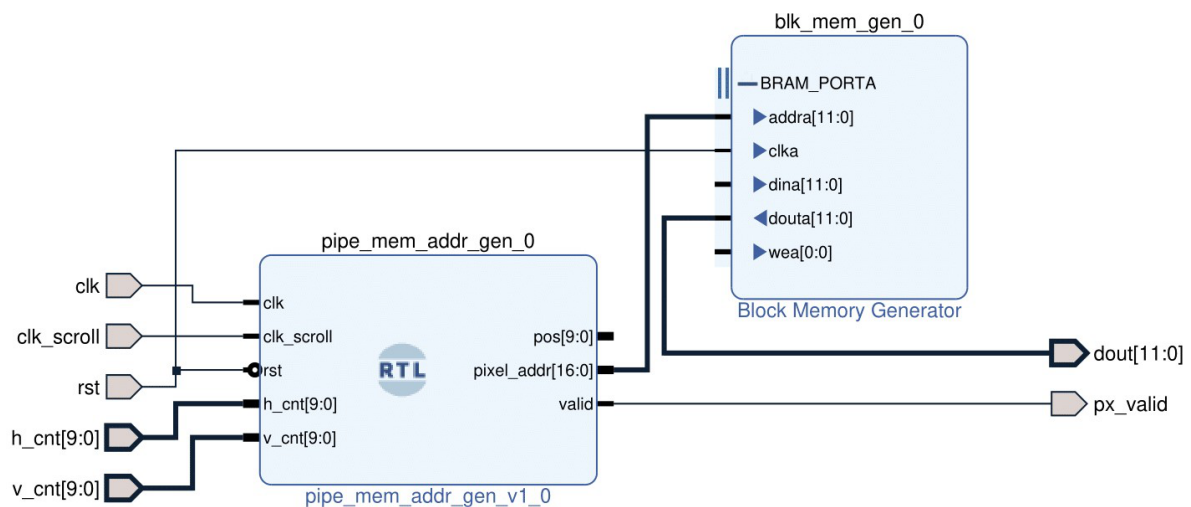 blk_mem_gen_0
BRAM_PORTA
addra[11:0]
clka
dina[11:0]
douta[11:0]
wea[0:0]
Block Memory Generator
pipe_mem_addr_gen_0
clk
clk_scroll
rst
h_cnt[9:0]
v_cnt[9:0]
clk
clk_scroll
rst
h_cnt[9:0]
v_cnt[9:0]
RTL
pos[9:0]
pixel_addr[16:0]
valid
pipe_mem_addr_gen_v1_0
dout[11:0]
px_valid